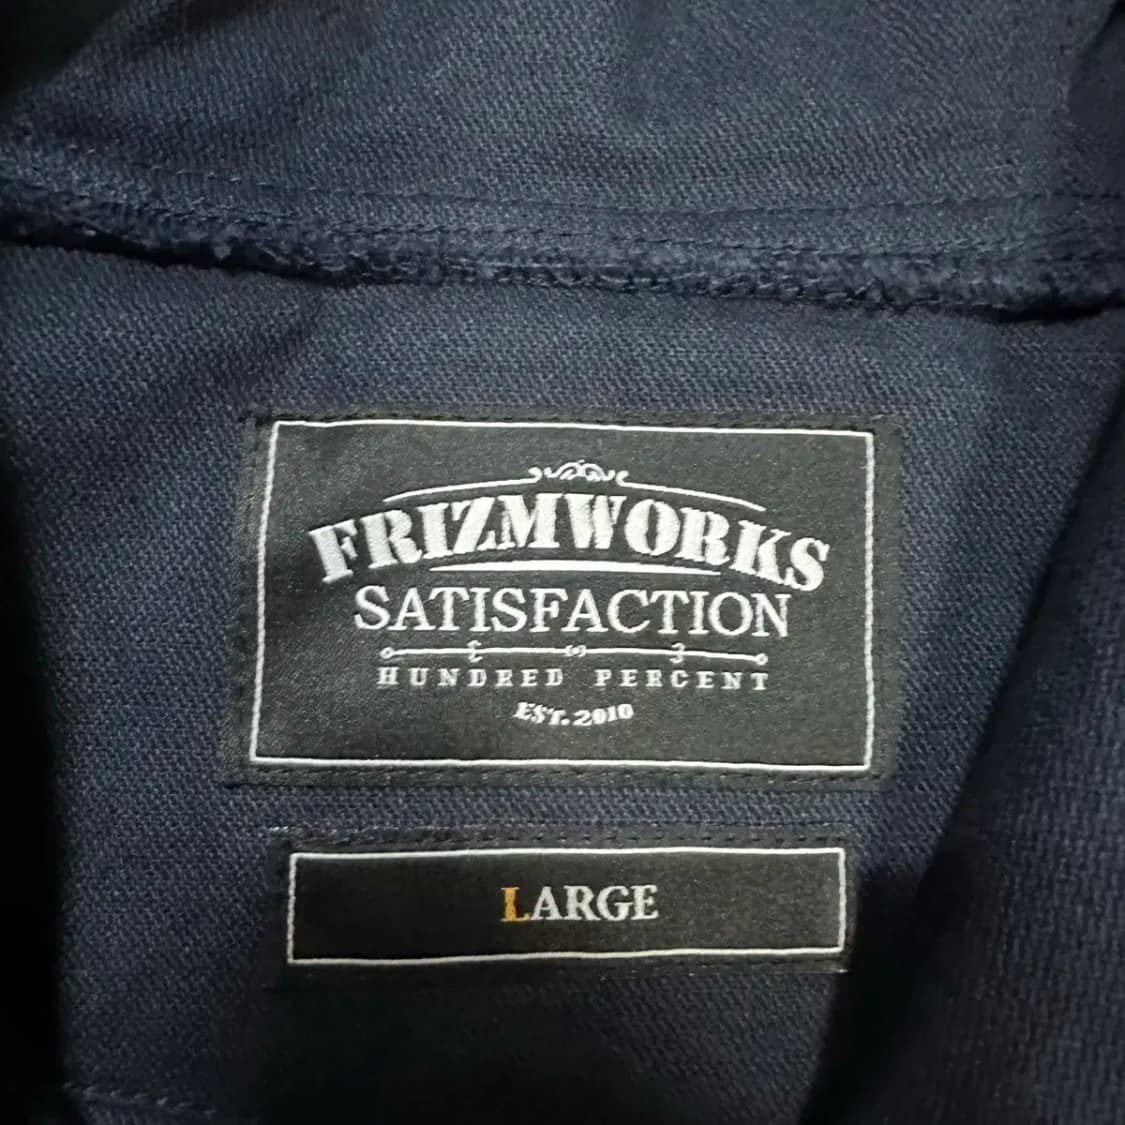 FRIZMWORKS
SATISFACTION
HUNDRED PERCENT
EST. 2010
LARGE